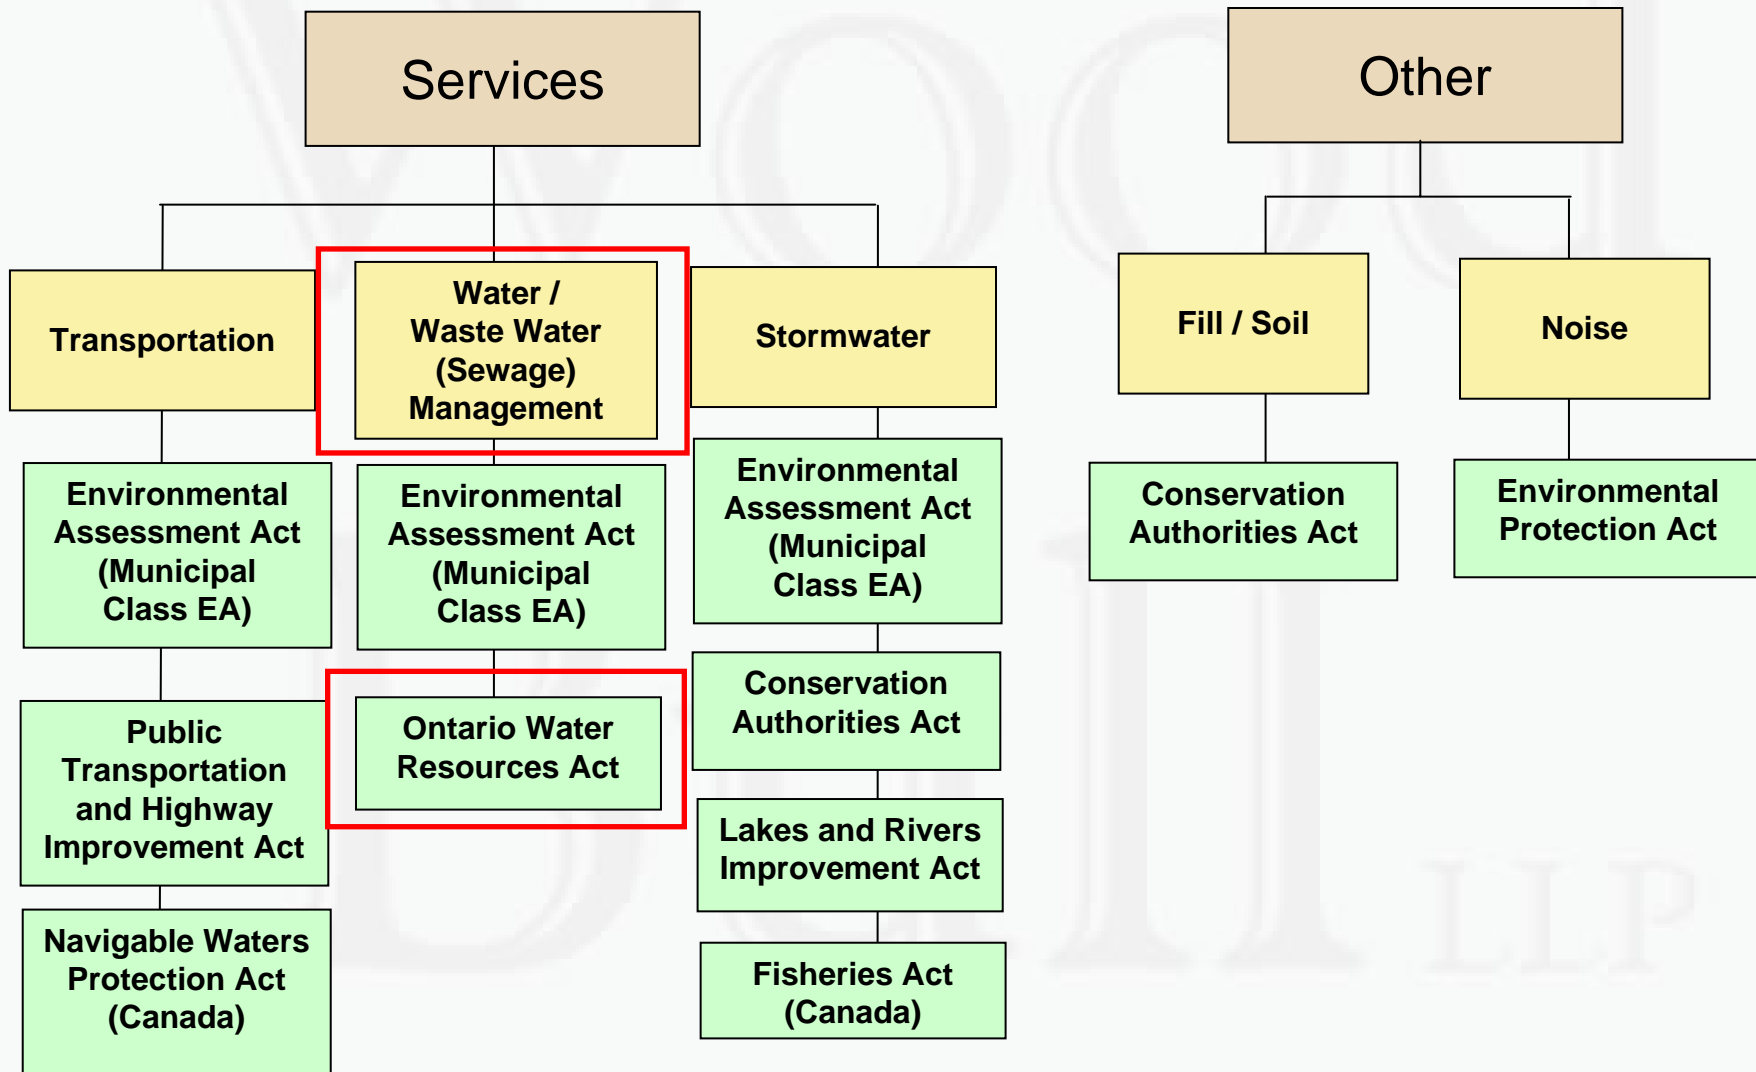 Services
Other
Transportation
Water /
Waste Water
(Sewage)
Management
Stormwater
Fill / Soil
Noise
Environmental
Assessment Act
(Municipal
Class EA)
Public
Transportation
and Highway
Improvement Act
Navigable Waters
Protection Act
(Canada)
Environmental
Assessment Act
(Municipal
Class EA)
Ontario Water
Resources Act
Environmental
Assessment Act
(Municipal
Class EA)
Conservation
Authorities Act
Lakes and Rivers
Improvement Act
Fisheries Act
(Canada)
Conservation
Authorities Act
Environmental
Protection Act
Wood
Bull
LLP